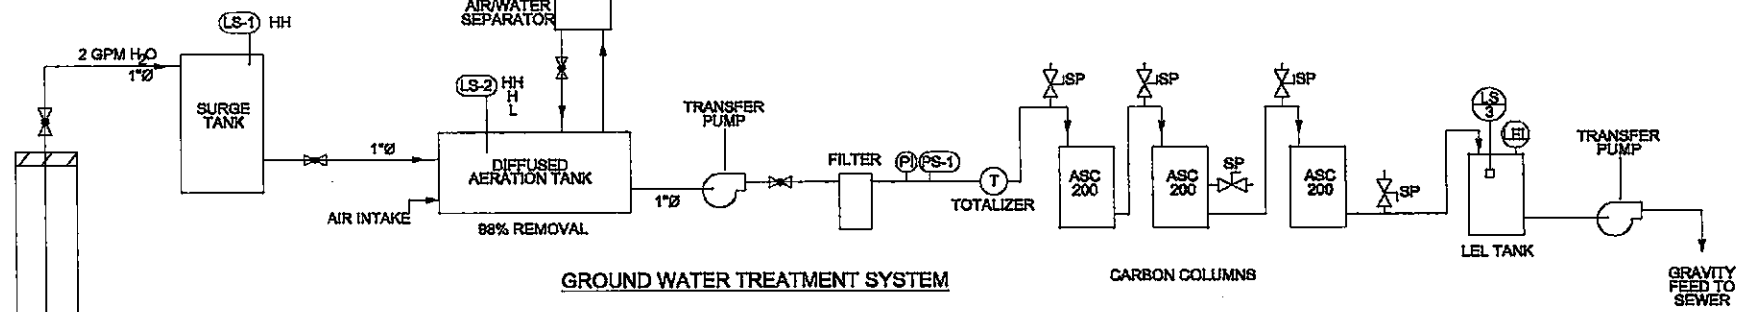 AIR/WATER
SEPARATOR
LS-1 HH
2 GPM H2O
1"Ø
SURGE
TANK
1"Ø
LS-2 HH
H
L
DIFFUSED
AERATION TANK
AIR INTAKE
98% REMOVAL
1"Ø
TRANSFER
PUMP
FILTER
PI
PS-1
T
TOTALIZER
SP
ASC
200
SP
ASC
200
SP
SP
ASC
200
SP
CARBON COLUMNS
LS
3
LEL TANK
TRANSFER
PUMP
GRAVITY
FEED TO
SEWER
GROUND WATER TREATMENT SYSTEM